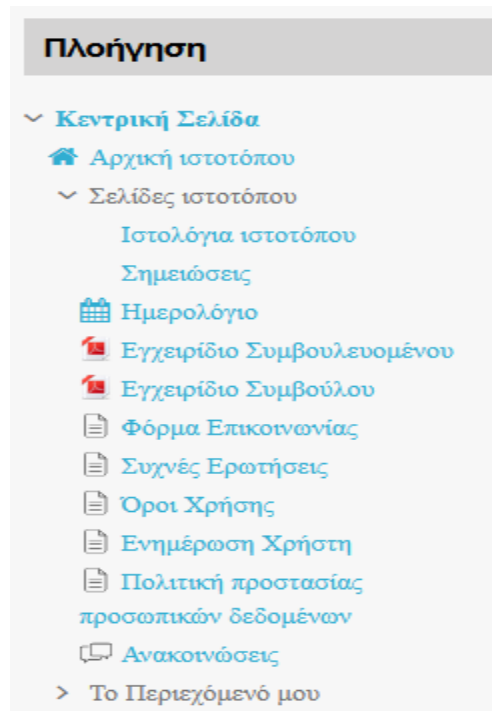 Πλοήγηση
Κεντρική Σελίδα
Αρχική ιστοτόπου
Σελίδες ιστοτόπου
Ιστολόγια ιστοτόπου
Σημειώσεις
Ημερολόγιο
Εγχειρίδιο Συμβουλευομένου
Εγχειρίδιο Συμβούλου
Φόρμα Επικοινωνίας
Συχνές Ερωτήσεις
Όροι Χρήσης
Ενημέρωση Χρήστη
Πολιτική προστασίας
προσωπικών δεδομένων
Ανακοινώσεις
Το Περιεχόμενό μου